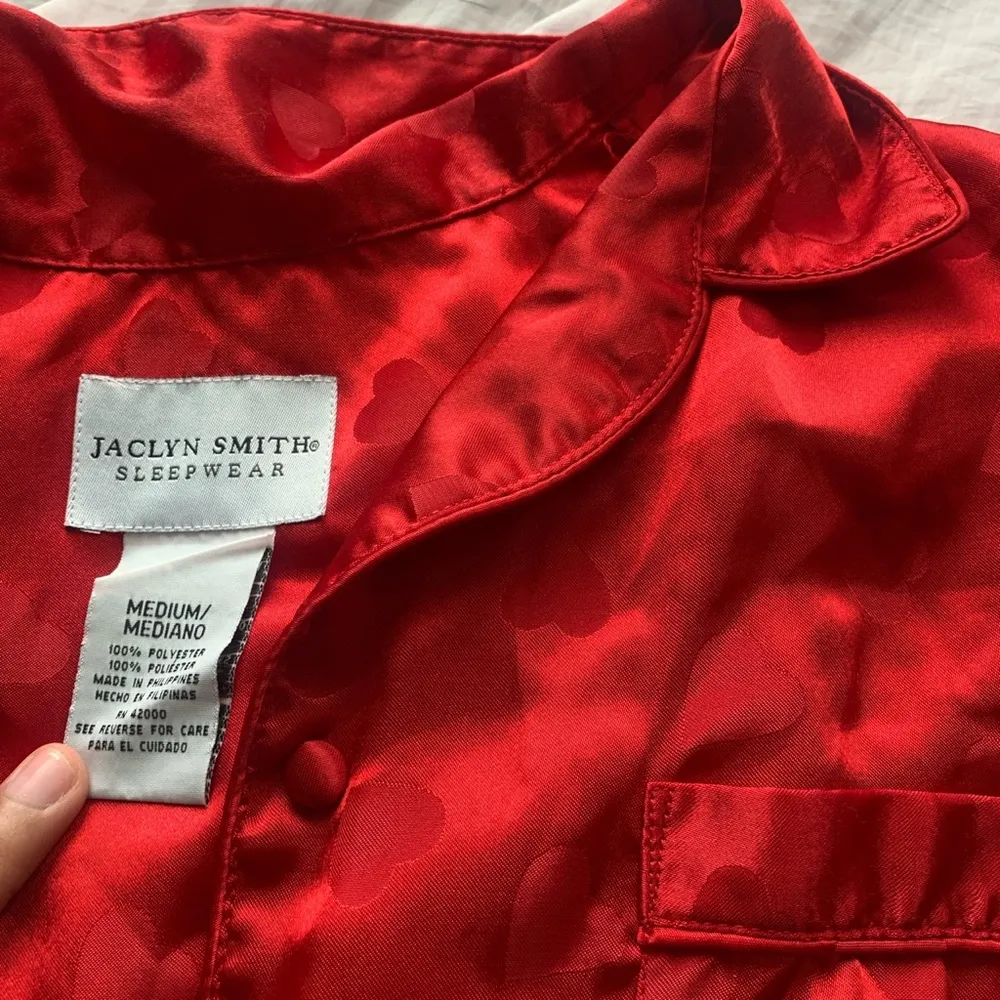 JACLYN SMITH®
SLEEPWEAR
MEDIUM/
MEDIANO
100% POLYESTER
100% POLIÉSTER
MADE IN PHILIPPINES
HECHO EN FILIPINAS
RN 42000
SEE REVERSE FOR CARE
PARA EL CUIDADO